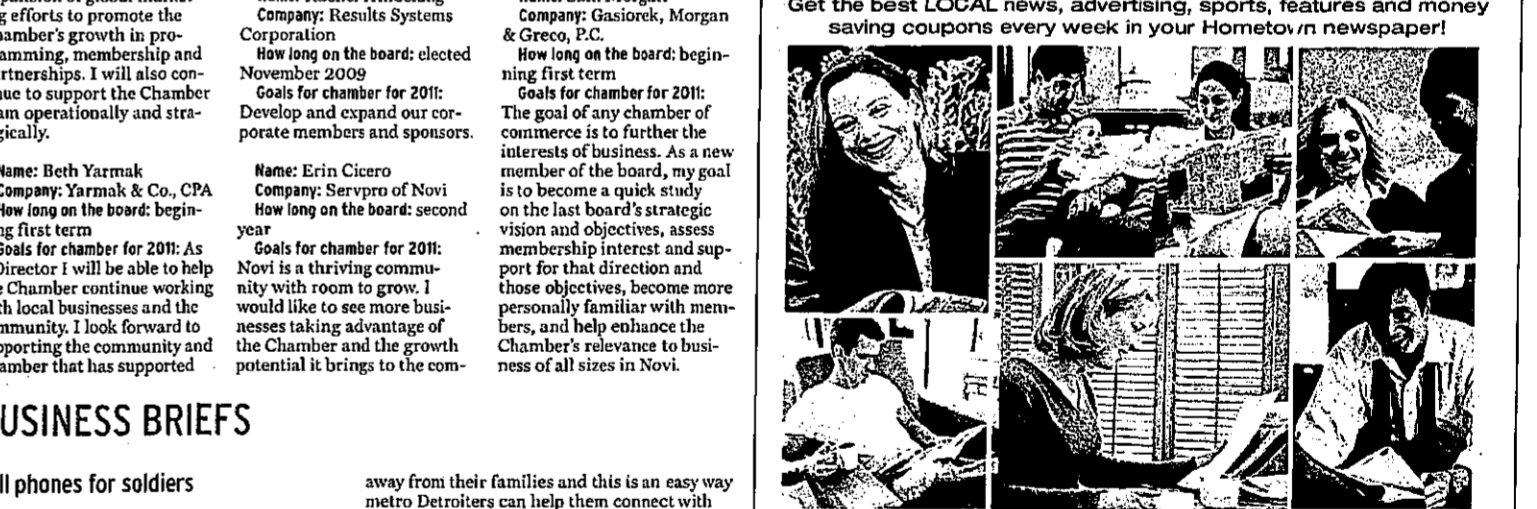 g efforts to promote the
amber's growth in pro-
amming, membership and
rtnerships. I will also con-
ue to support the Chamber
am operationally and stra-
gically.
Name: Beth Yarmak
Company: Yarmak & Co., CPA
How long on the board: begin-
ng first term
Goals for chamber for 2011: As
Director I will be able to help
e Chamber continue working
th local businesses and the
mmunity. I look forward to
pporting the community and
amber that has supported
Company: Results Systems
Corporation
How long on the board: elected
November 2009
Goals for chamber for 2011:
Develop and expand our cor-
porate members and sponsors.
Name: Erin Cicero
Company: Servpro of Novi
How long on the board: second
year
Goals for chamber for 2011:
Novi is a thriving commu-
nity with room to grow. I
would like to see more busi-
nesses taking advantage of
the Chamber and the growth
potential it brings to the com-
Company: Gasiorek, Morgan
& Greco, P.C.
How long on the board: begin-
ning first term
Goals for chamber for 2011:
The goal of any chamber of
commerce is to further the
interests of business. As a new
member of the board, my goal
is to become a quick study
on the last board's strategic
vision and objectives, assess
membership interest and sup-
port for that direction and
those objectives, become more
personally familiar with mem-
bers, and help enhance the
Chamber's relevance to busi-
ness of all sizes in Novi.
USINESS BRIEFS
ll phones for soldiers
away from their families and this is an easy way
metro Detroiters can help them connect with
Get the best LOCAL news, advertising, sports, features and money
saving coupons every week in your Hometown newspaper!